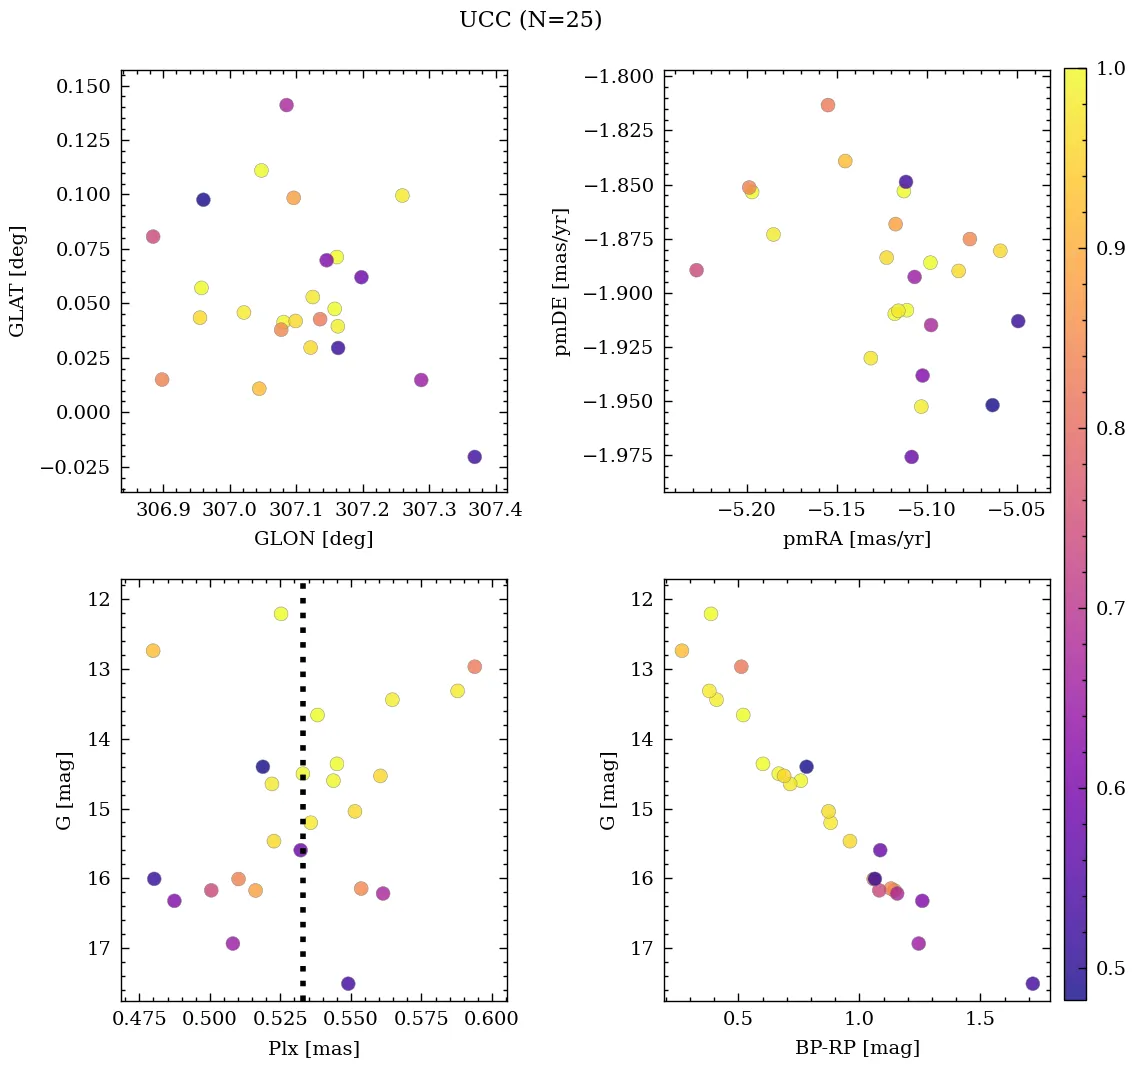 UCC (N=25)
0.150
0.125
0.100
0.075
0.050
0.025
0.000
−0.025
GLAT [deg]
306.9 307.0 307.1 307.2 307.3 307.4
GLON [deg]
−1.800
−1.825
−1.850
−1.875
−1.900
−1.925
−1.950
−1.975
pmDE [mas/yr]
−5.20 −5.15 −5.10 −5.05
pmRA [mas/yr]
12
13
14
15
16
17
G [mag]
0.475 0.500 0.525 0.550 0.575 0.600
Plx [mas]
12
13
14
15
16
17
G [mag]
0.5 1.0 1.5
BP-RP [mag]
1.0
0.9
0.8
0.7
0.6
0.5